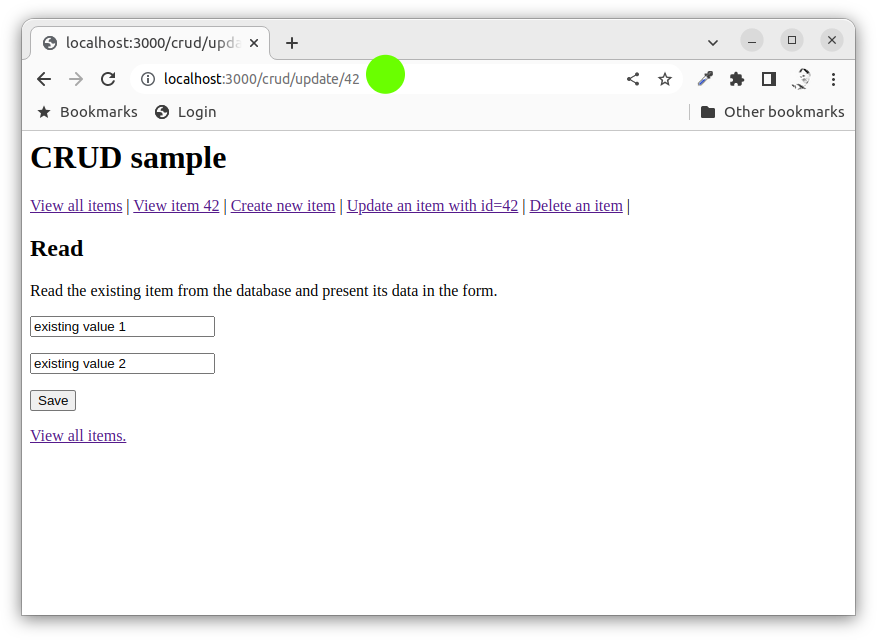 localhost:3000/crud/upda
localhost:3000/crud/update/42
Bookmarks Login Other bookmarks
CRUD sample
View all items | View item 42 | Create new item | Update an item with id=42 | Delete an item |
Read
Read the existing item from the database and present its data in the form.
existing value 1
existing value 2
Save
View all items.